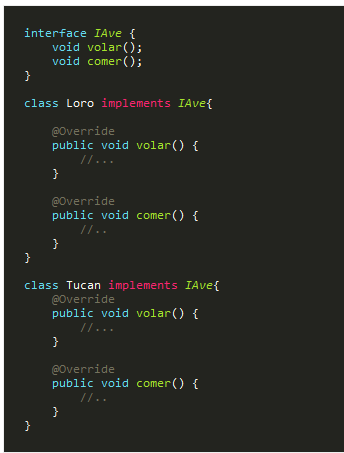 interface IAve {
    void volar();
    void comer();
}
class Loro implements IAve{
    @Override
    public void volar() {
        //...
    }
    @Override
    public void comer() {
        //..
    }
}
class Tucan implements IAve{
    @Override
    public void volar() {
        //...
    }
    @Override
    public void comer() {
        //..
    }
}